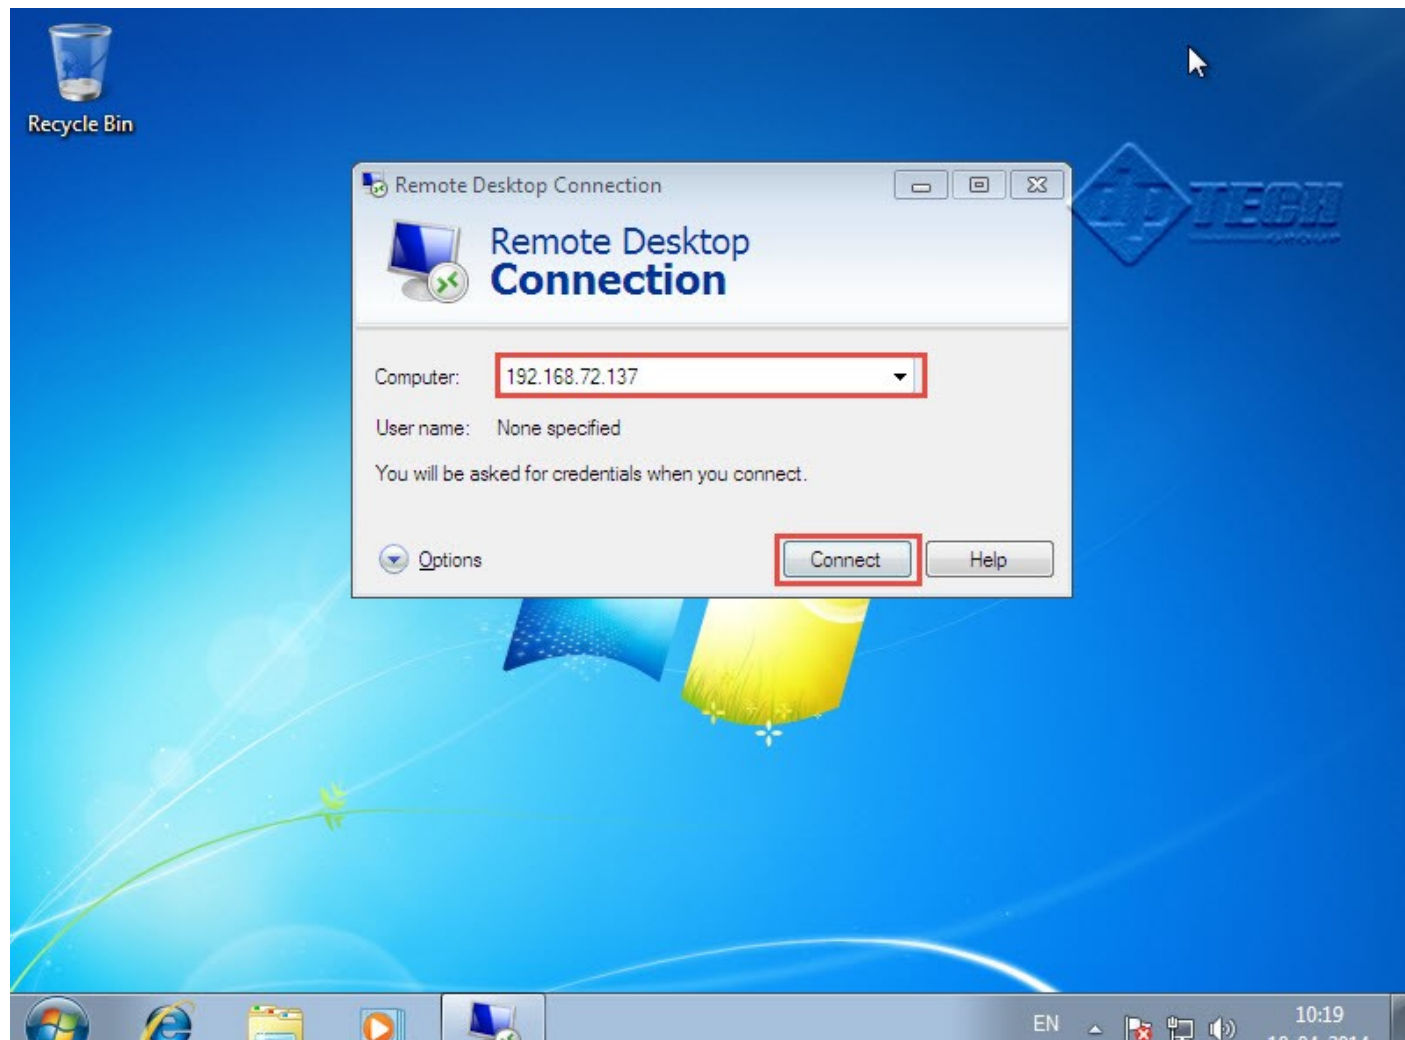 Recycle Bin
Remote Desktop Connection
Remote Desktop
Connection
TECH
Computer:
192.168.72.137
User name:
None specified
You will be asked for credentials when you connect.
Options
Connect
Help
EN
10:19